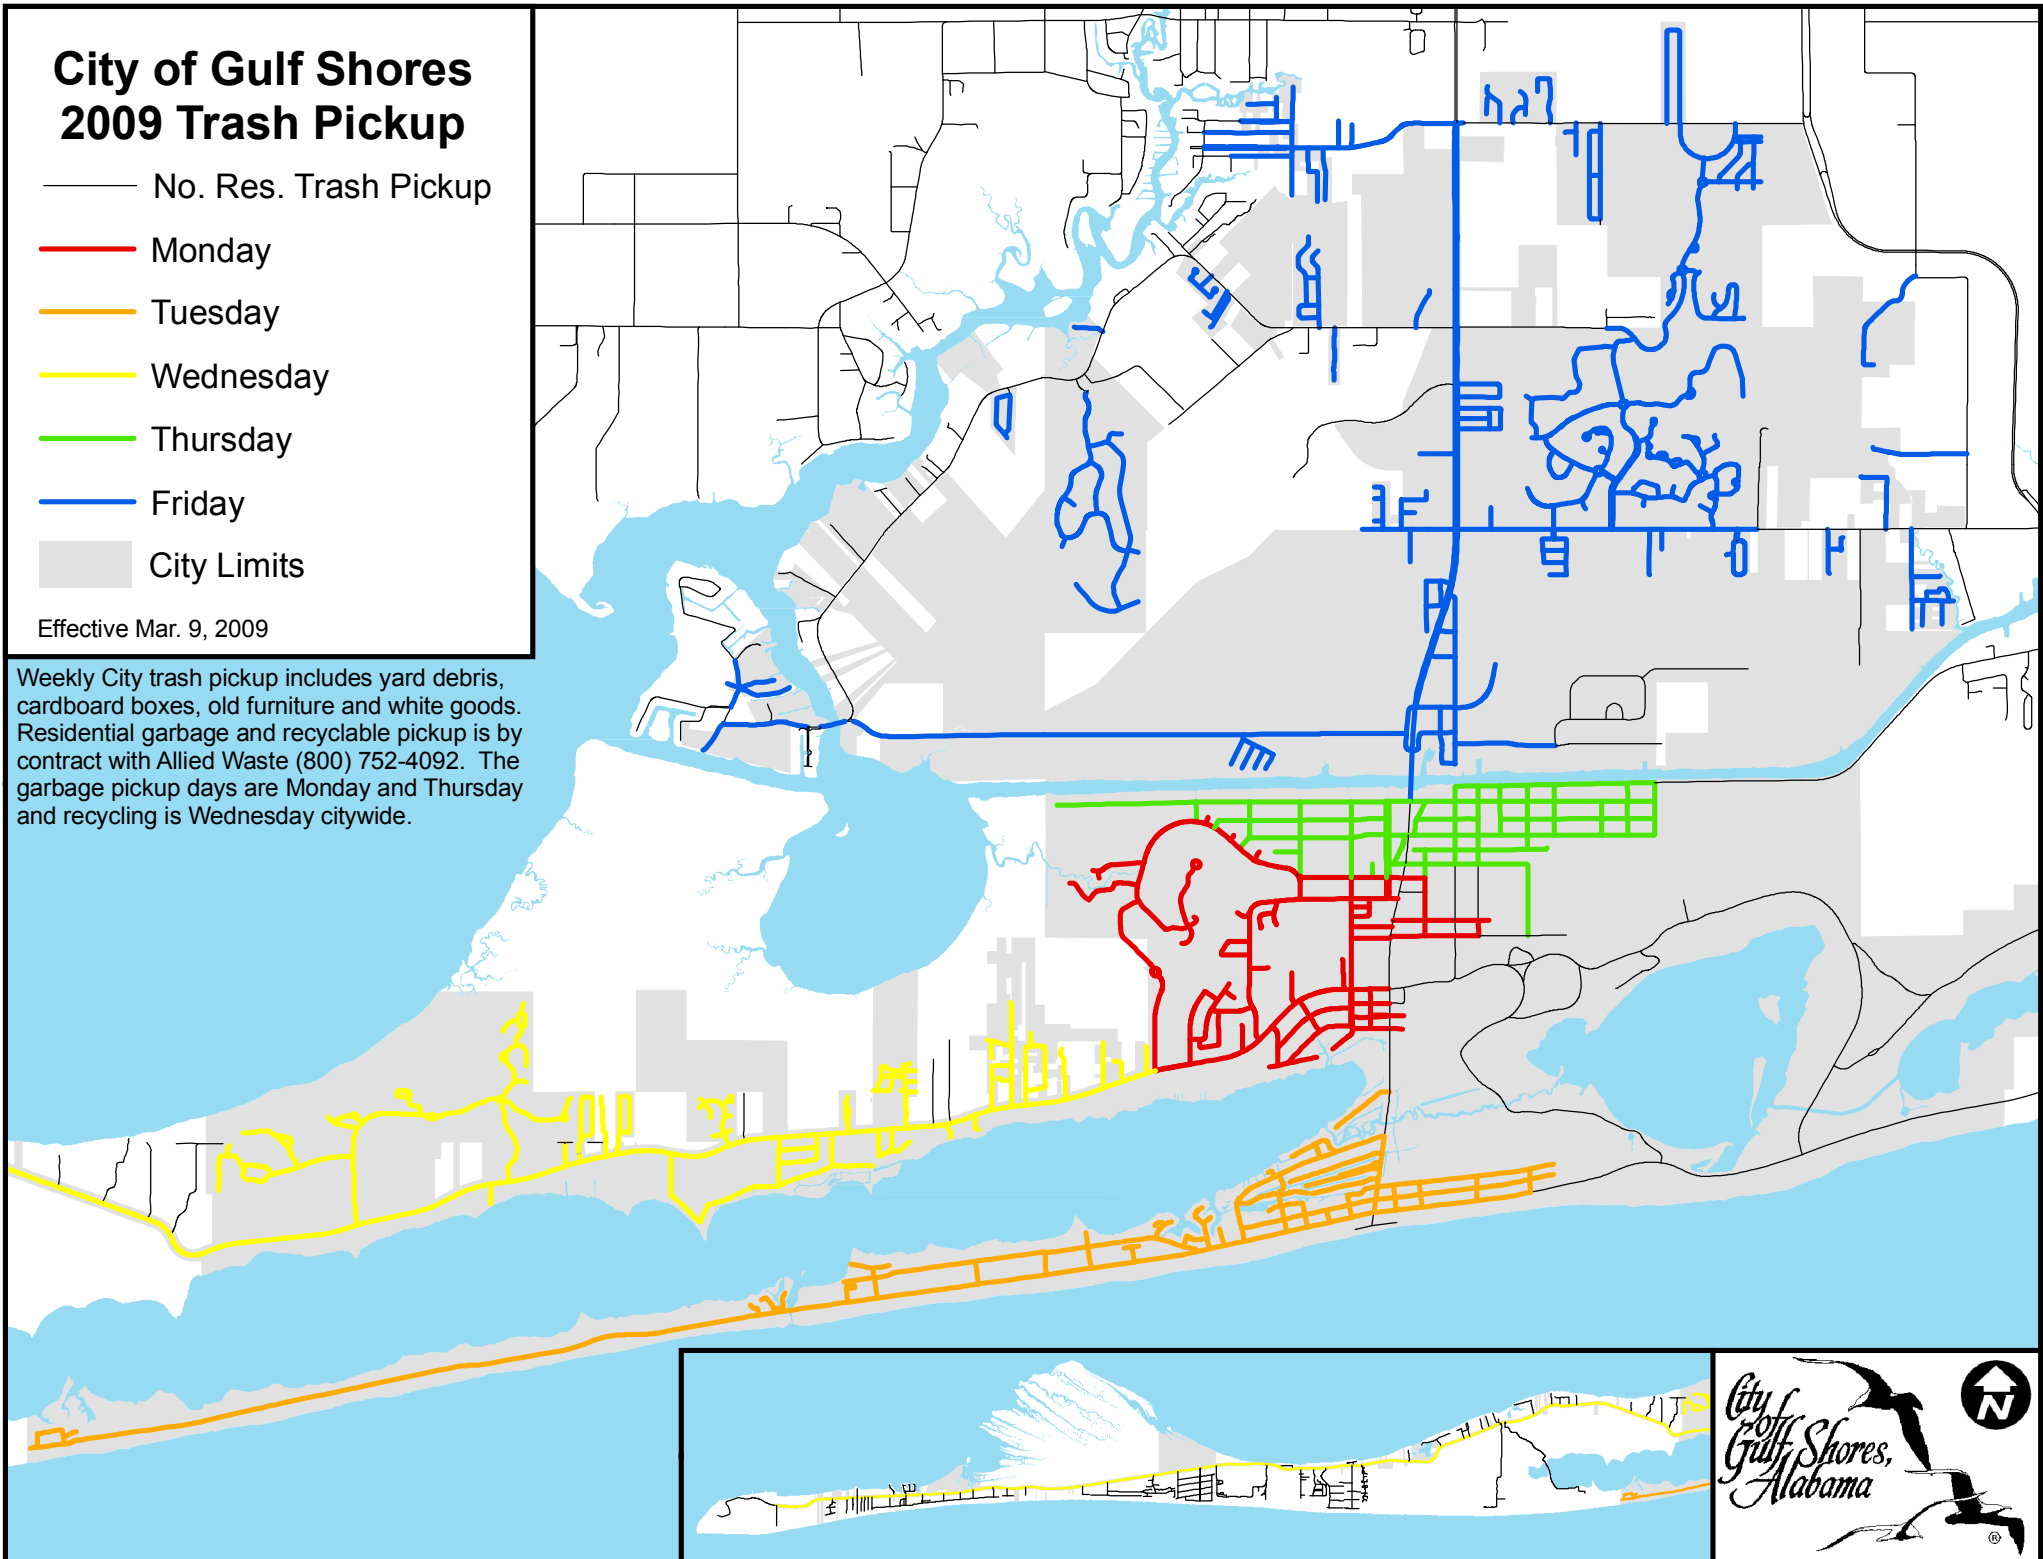 City of Gulf Shores
2009 Trash Pickup
No. Res. Trash Pickup
Monday
Tuesday
Wednesday
Thursday
Friday
City Limits
Effective Mar. 9, 2009
Weekly City trash pickup includes yard debris,
cardboard boxes, old furniture and white goods.
Residential garbage and recyclable pickup is by
contract with Allied Waste (800) 752-4092.  The
garbage pickup days are Monday and Thursday
and recycling is Wednesday citywide.
City
of
Gulf Shores,
Alabama
N
®